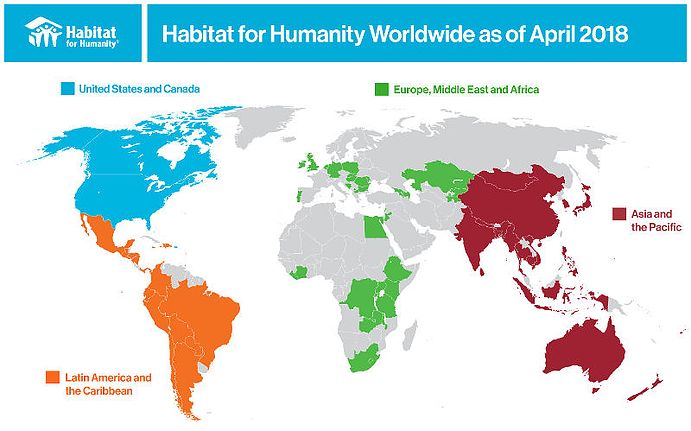 Habitat
for Humanity®
Habitat for Humanity Worldwide as of April 2018
United States and Canada
Europe, Middle East and Africa
Asia and
the Pacific
Latin America and
the Caribbean